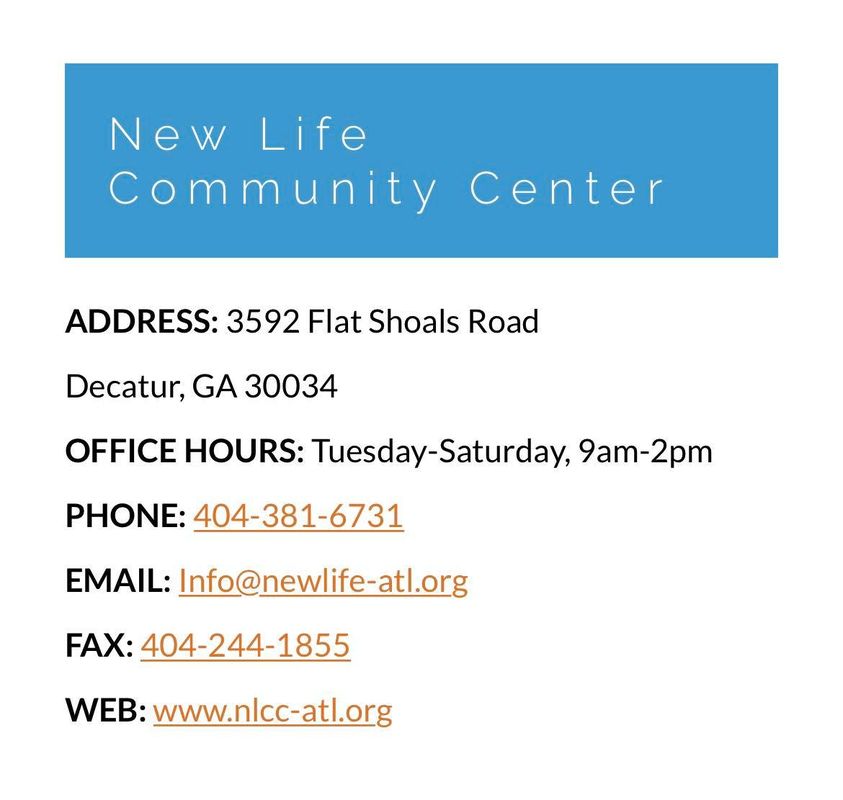 New Life
Community Center
ADDRESS: 3592 Flat Shoals Road
Decatur, GA 30034
OFFICE HOURS: Tuesday-Saturday, 9am-2pm
PHONE: 404-381-6731
EMAIL: Info@newlife-atl.org
FAX: 404-244-1855
WEB: www.nlcc-atl.org